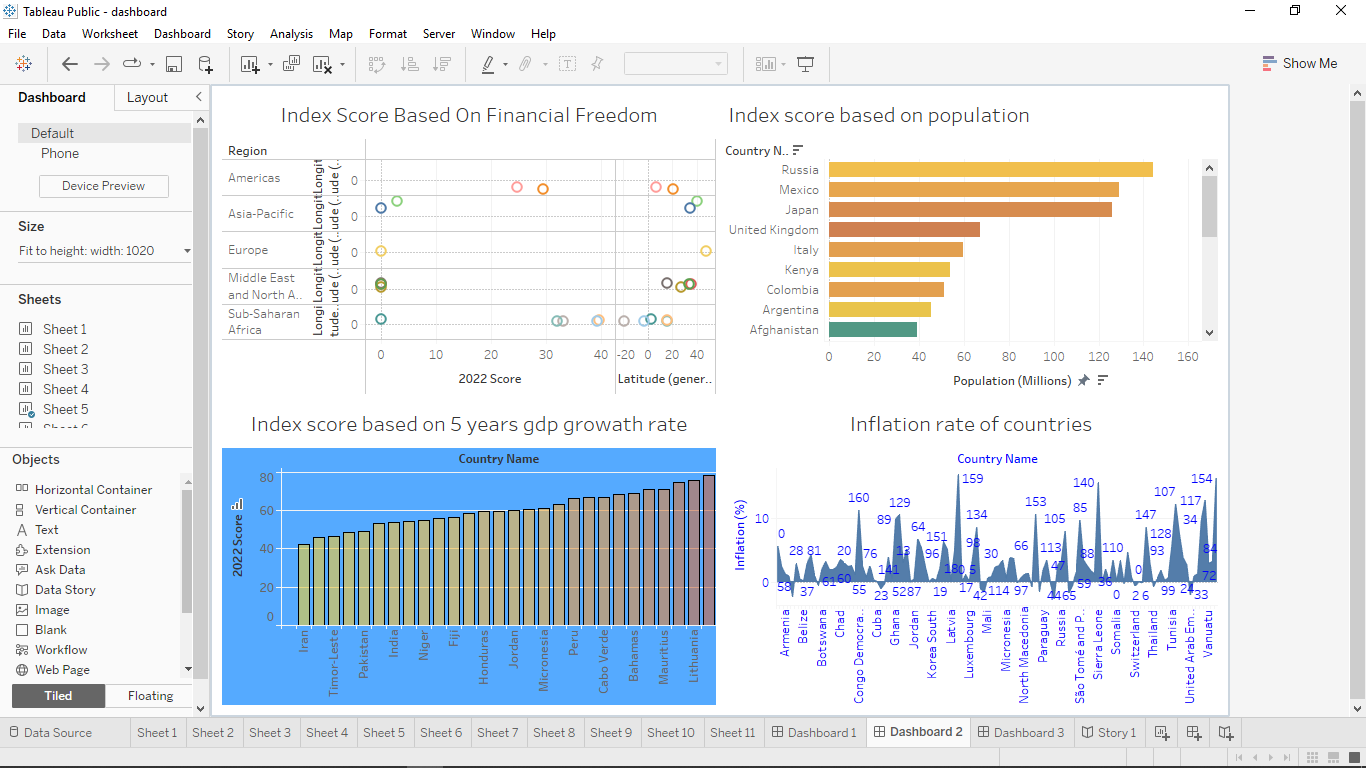 Tableau Public - dashboard
File Data Worksheet Dashboard Story Analysis Map Format Server Window Help
Show Me
Dashboard Layout
Default
Phone
Device Preview
Size
Fit to height: width: 1020
Sheets
Sheet 1
Sheet 2
Sheet 3
Sheet 4
Sheet 5
Objects
Horizontal Container
Vertical Container
Text
Extension
Ask Data
Data Story
Image
Blank
Workflow
Web Page
Tiled Floating
Index Score Based On Financial Freedom
Region
Americas
Asia-Pacific
Europe
Middle East
and North A..
Sub-Saharan
Africa
Longit
ude (..
Longit
ude (..
Longit
ude (..
Longit
ude (..
Longi
tude..
0
0
0
0
0
0 10 20 30 40 -20 0 20 40
2022 Score Latitude (gener..
Index score based on population
Country N..
Russia
Mexico
Japan
United Kingdom
Italy
Kenya
Colombia
Argentina
Afghanistan
0 20 40 60 80 100 120 140 160
Population (Millions)
Index score based on 5 years gdp growath rate
Country Name
2022 Score
80
60
40
20
0
Iran Timor-Leste Pakistan India Niger Fiji Honduras Jordan Micronesia Peru Cabo Verde Bahamas Mauritius Lithuania
Inflation rate of countries
Country Name
Inflation (%)
10
0
0 58 28 81 37 61 20 60 160 55 76 23 89 141 129 52 13 87 64 96 19 151 180 159 17 5 98 134 42 30 114 66 97 153 113 105 47 44 65 85 88 59 140 36 110 0 0 2 6 147 128 93 107 99 117 34 24 33 154 84 72
Armenia Belize Botswana Chad Congo Democra.. Cuba Ghana Jordan Korea South Latvia Luxembourg Mali Micronesia North Macedonia Paraguay Russia São Tomé and P.. Sierra Leone Somalia Switzerland Thailand Tunisia United Arab Em.. Vanuatu
Data Source Sheet 1 Sheet 2 Sheet 3 Sheet 4 Sheet 5 Sheet 6 Sheet 7 Sheet 8 Sheet 9 Sheet 10 Sheet 11 Dashboard 1 Dashboard 2 Dashboard 3 Story 1